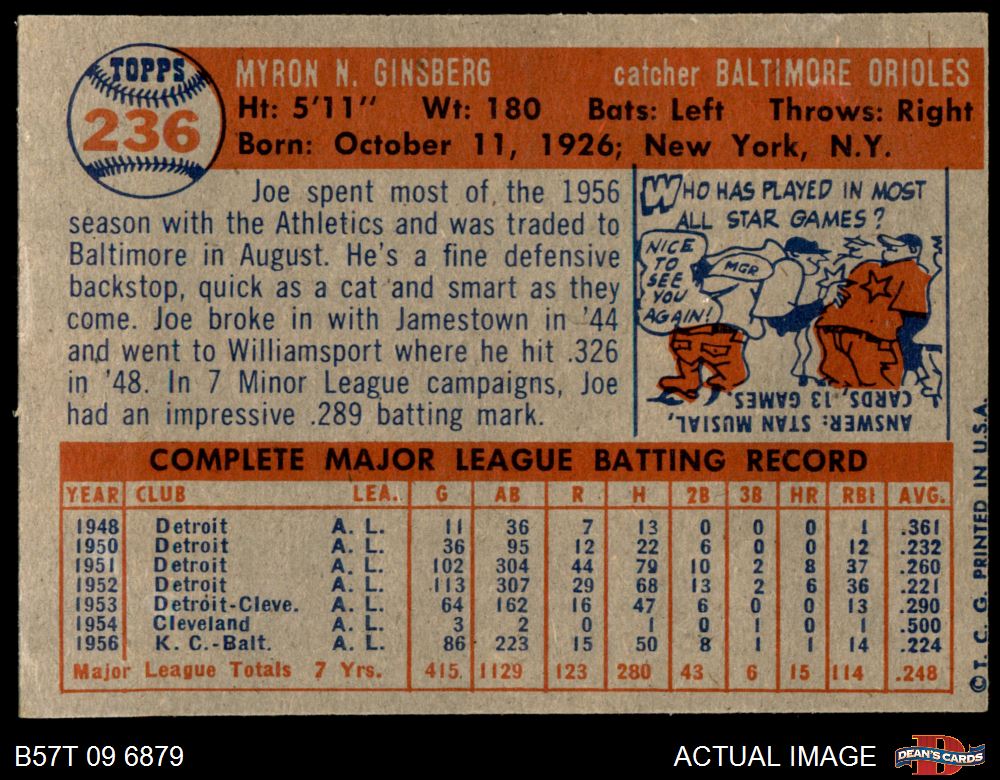 TOPPS
236
MYRON N. GINSBERG catcher BALTIMORE ORIOLES
Ht: 5'11" Wt: 180 Bats: Left Throws: Right
Born: October 11, 1926; New York, N.Y.
Joe spent most of the 1956
season with the Athletics and was traded to
Baltimore in August. He's a fine defensive
backstop, quick as a cat and smart as they
come. Joe broke in with Jamestown in '44
and went to Williamsport where he hit .326
in '48. In 7 Minor League campaigns, Joe
had an impressive .289 batting mark.
WHO HAS PLAYED IN MOST
ALL STAR GAMES?
NICE
TO
SEE
YOU
AGAIN!
MGR
ANSWER: STAN MUSIAL,
CARDS, 13 GAMES.
COMPLETE MAJOR LEAGUE BATTING RECORD
YEAR CLUB LEA. G AB R H 2B 3B HR RBI AVG.
1948 Detroit A. L. 11 36 7 13 0 0 0 1 .361
1950 Detroit A. L. 36 95 12 22 6 0 0 12 .232
1951 Detroit A. L. 102 304 44 79 10 2 8 37 .260
1952 Detroit A. L. 113 307 29 68 13 2 6 36 .221
1953 Detroit-Cleve. A. L. 64 162 16 47 6 0 0 13 .290
1954 Cleveland A. L. 3 2 0 1 0 1 0 1 .500
1956 K. C.-Balt. A. L. 86 223 15 50 8 1 1 14 .224
Major League Totals 7 Yrs. 415 1129 123 280 43 6 15 114 .248
©T. C. G. PRINTED IN U.S.A.
B57T 09 6879
ACTUAL IMAGE
DEAN'S CARDS